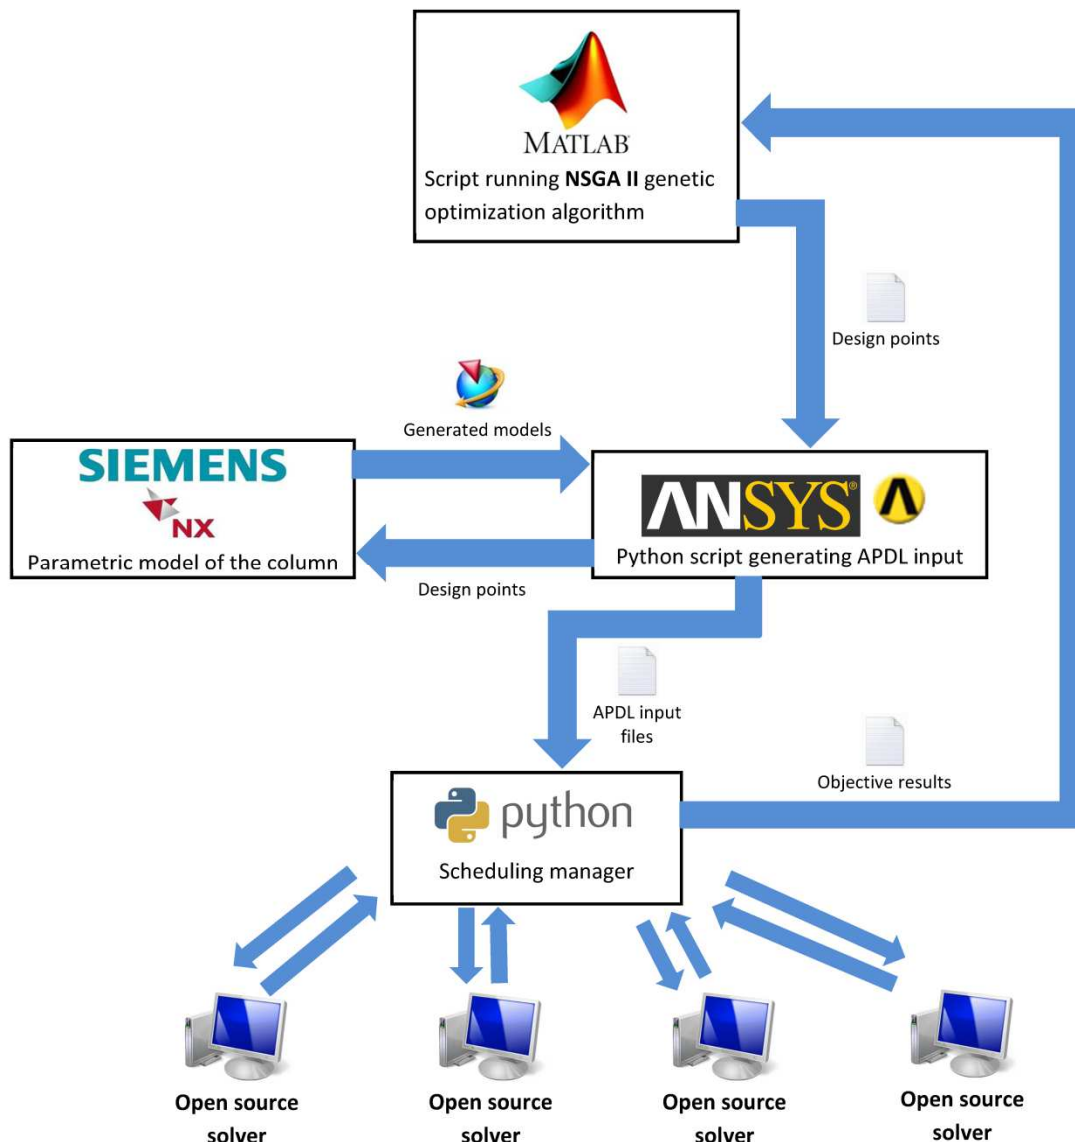 MATLAB
Script running NSGA II genetic
optimization algorithm
Design points
Generated models
SIEMENS
NX
Parametric model of the column
ANSYS®
Python script generating APDL input
Design points
APDL input
files
Objective results
python
Scheduling manager
Open source
solver
Open source
solver
Open source
solver
Open source
solver